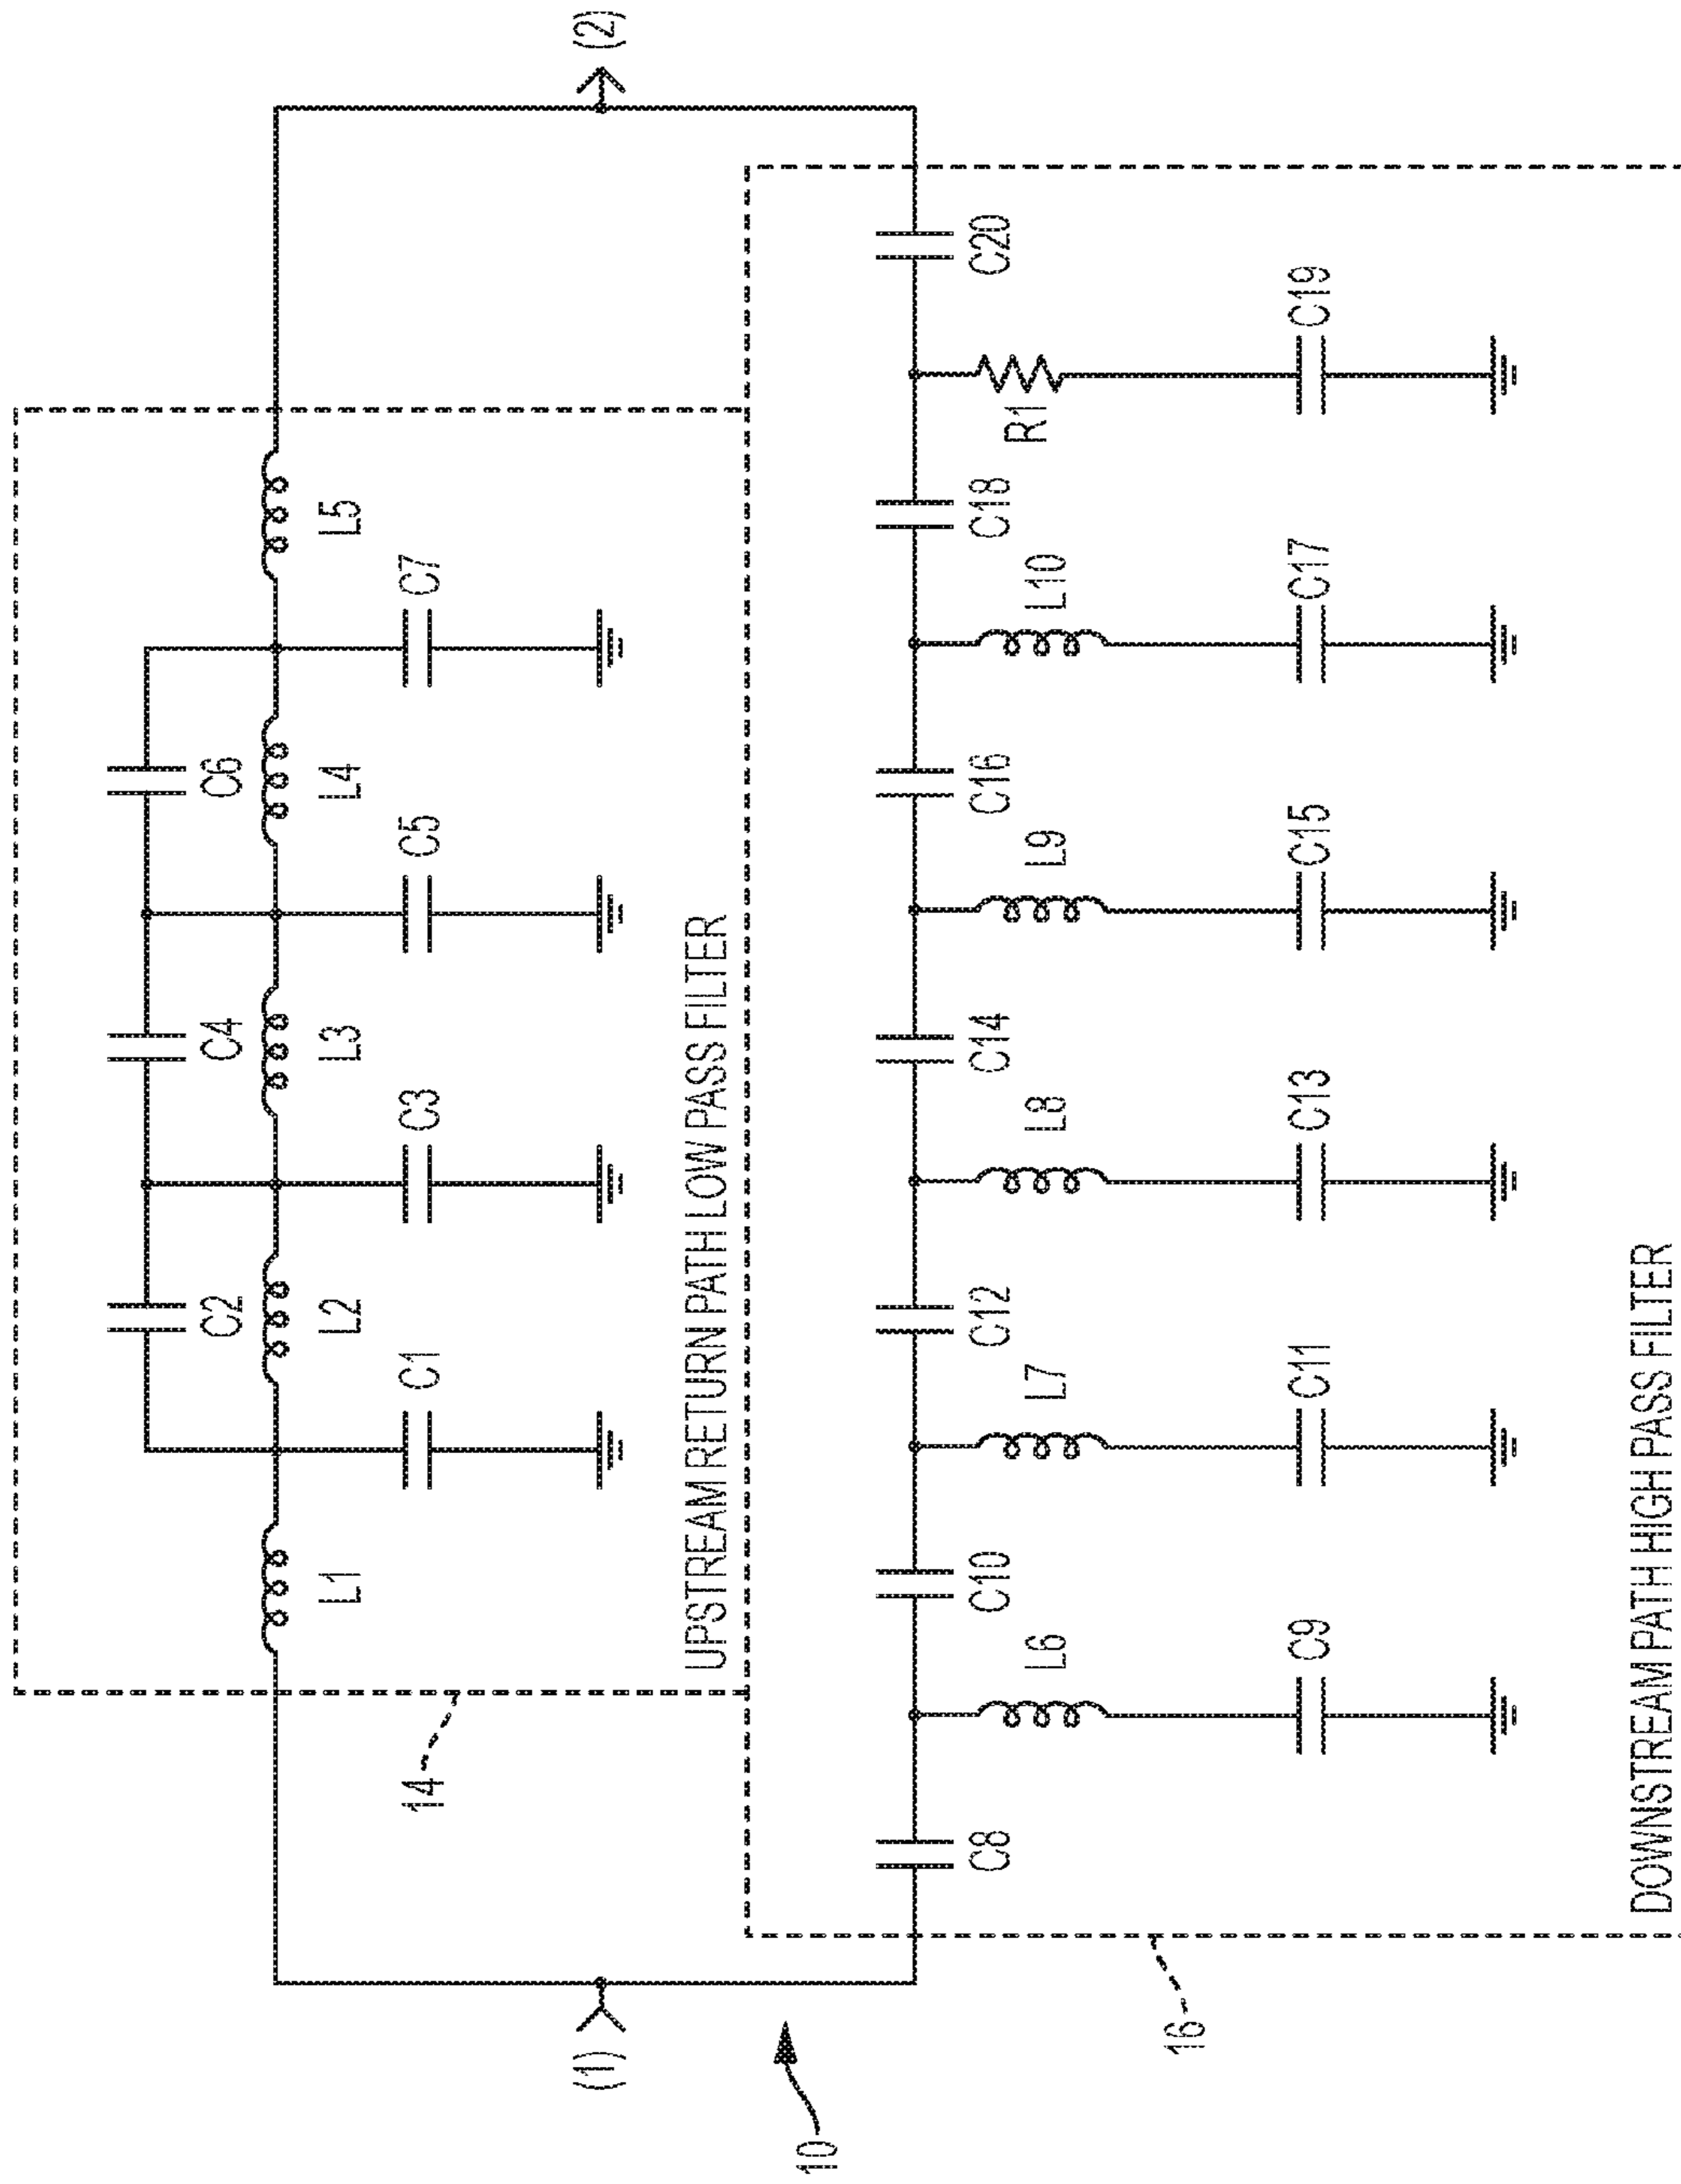 C2
C4
C6
L1
L2
L3
L4
L5
C1
C3
C5
C7
14
UPSTREAM RETURN PATH LOW PASS FILTER
(1)
(2)
10
C8
C10
C12
C14
C16
C18
C20
L6
L7
L8
L9
L10
R1
C9
C11
C13
C15
C17
C19
16
DOWNSTREAM PATH HIGH PASS FILTER